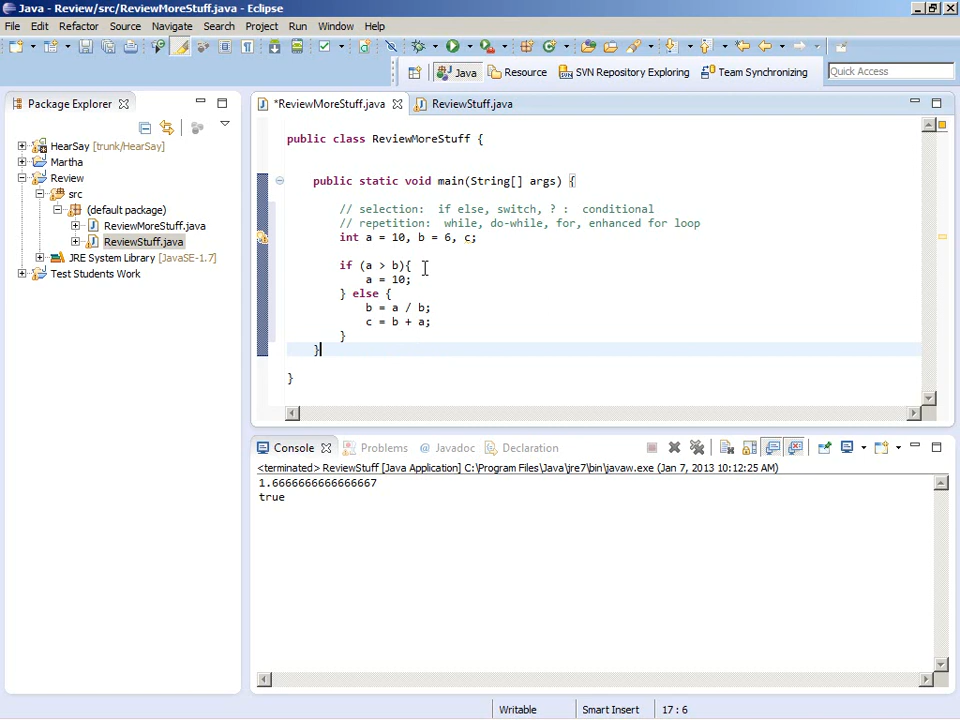 Java - Review/src/ReviewMoreStuff.java - Eclipse
File Edit Refactor Source Navigate Search Project Run Window Help
Java Resource SVN Repository Exploring Team Synchronizing Quick Access
Package Explorer
HearSay [trunk/HearSay]
Martha
Review
src
(default package)
ReviewMoreStuff.java
ReviewStuff.java
JRE System Library [JavaSE-1.7]
Test Students Work
*ReviewMoreStuff.java ReviewStuff.java
public class ReviewMoreStuff {
public static void main(String[] args) {
// selection: if else, switch, ? : conditional
// repetition: while, do-while, for, enhanced for loop
int a = 10, b = 6, c;
if (a > b){
a = 10;
} else {
b = a / b;
c = b + a;
}
}
}
Console Problems @ Javadoc Declaration
<terminated> ReviewStuff [Java Application] C:\Program Files\Java\jre7\bin\javaw.exe (Jan 7, 2013 10:12:25 AM)
1.6666666666666667
true
Writable Smart Insert 17 : 6